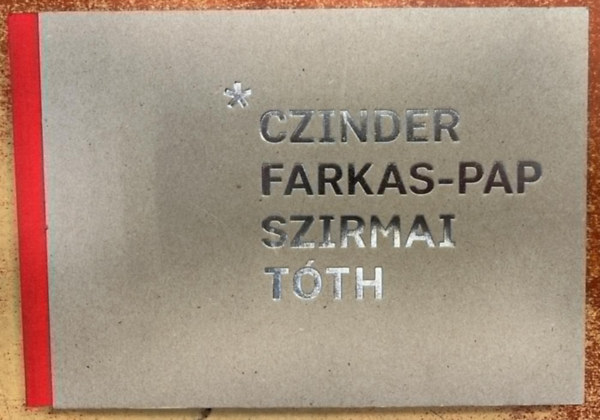 * CZINDER
FARKAS-PAP
SZIRMAI
TÓTH